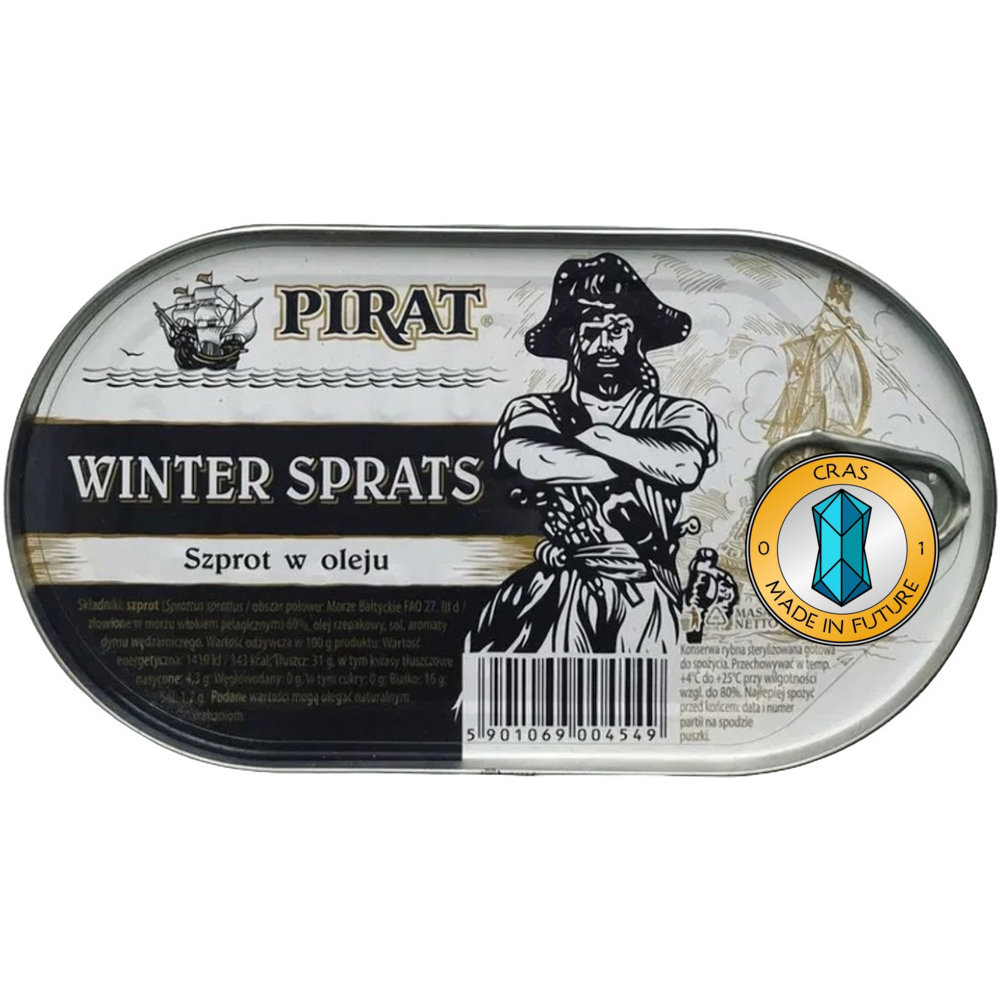 PIRAT®
WINTER SPRATS
Szprot w oleju
Składniki: szprot (Sprattus sprattus / obszar połowu: Morze Bałtyckie FAO 27. III d /
złowione w morzu włokiem pelagicznym) 69%, olej rzepakowy, sól, aromaty
dymu wędzarniczego. Wartość odżywcza w 100 g produktu: Wartość
energetyczna: 1419 kJ / 343 kcal, Tłuszcz: 31 g, w tym kwasy tłuszczowe
nasycone: 4,3 g; Węglowodany: 0 g, w tym cukry: 0 g; Białko: 16 g;
Sól: 1,2 g. Podane wartości mogą ulegać naturalnym
wahaniom.
5 901069 004549
MASA
NETTO
Konserwa rybna sterylizowana gotowa
do spożycia. Przechowywać w temp.
+4°C do +25°C przy wilgotności
wzgl. do 80%. Najlepiej spożyć
przed końcem: data i numer
partii na spodzie
puszki.
CRAS
0 1
MADE IN FUTURE